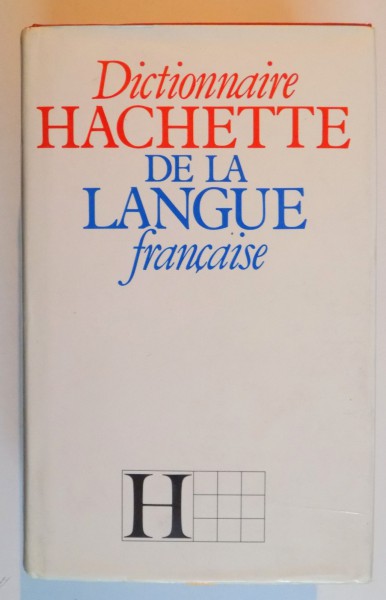 Dictionnaire
HACHETTE
DE LA
LANGUE
française
H